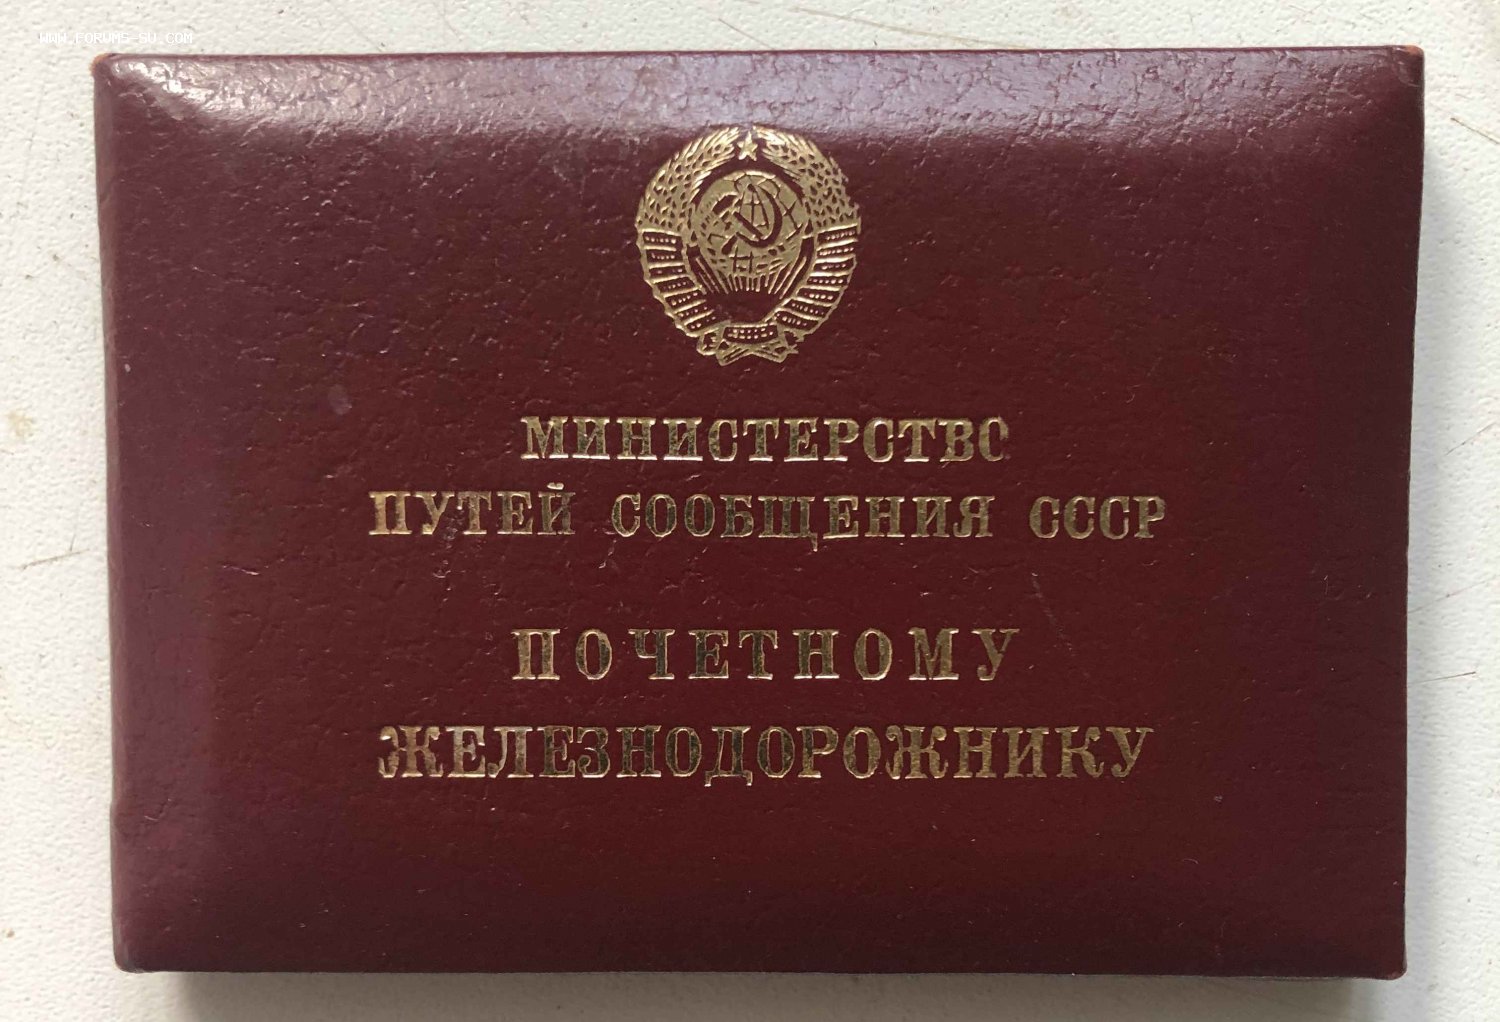 WWW.FORUMS-SU.COM
МИНИСТЕРСТВО
ПУТЕЙ СООБЩЕНИЯ СССР
ПОЧЕТНОМУ
ЖЕЛЕЗНОДОРОЖНИКУ